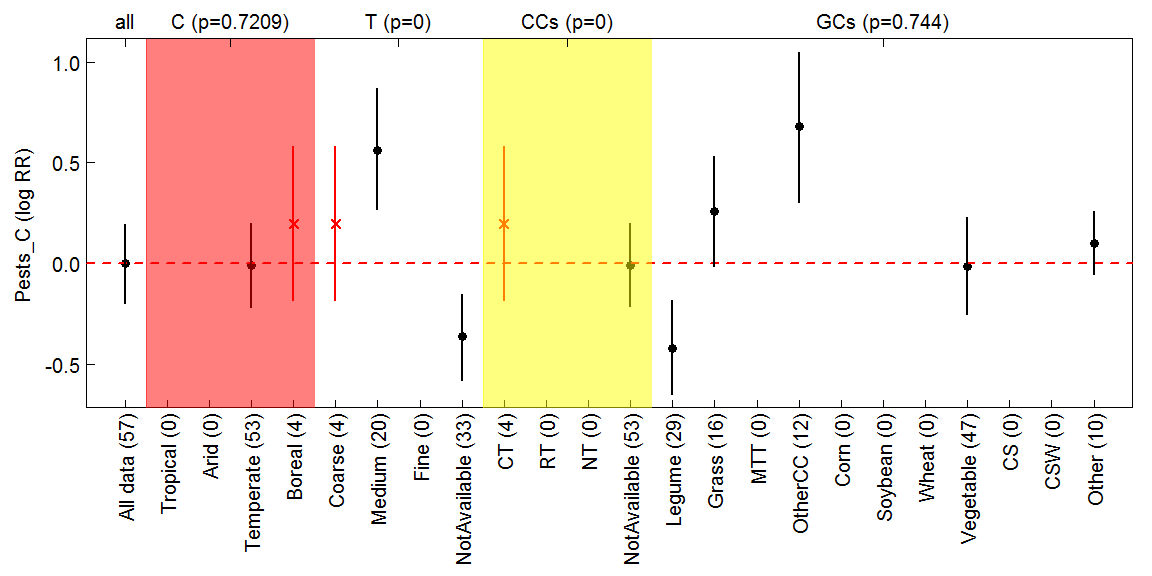 all C (p=0.7209) T (p=0) CCs (p=0) GCs (p=0.744)
Pests_C (log RR)
1.0
0.5
0.0
-0.5
All data (57)
Tropical (0)
Arid (0)
Temperate (53)
Boreal (4)
Coarse (4)
Medium (20)
Fine (0)
NotAvailable (33)
CT (4)
RT (0)
NT (0)
NotAvailable (53)
Legume (29)
Grass (16)
MTT (0)
OtherCC (12)
Corn (0)
Soybean (0)
Wheat (0)
Vegetable (47)
CS (0)
CSW (0)
Other (10)